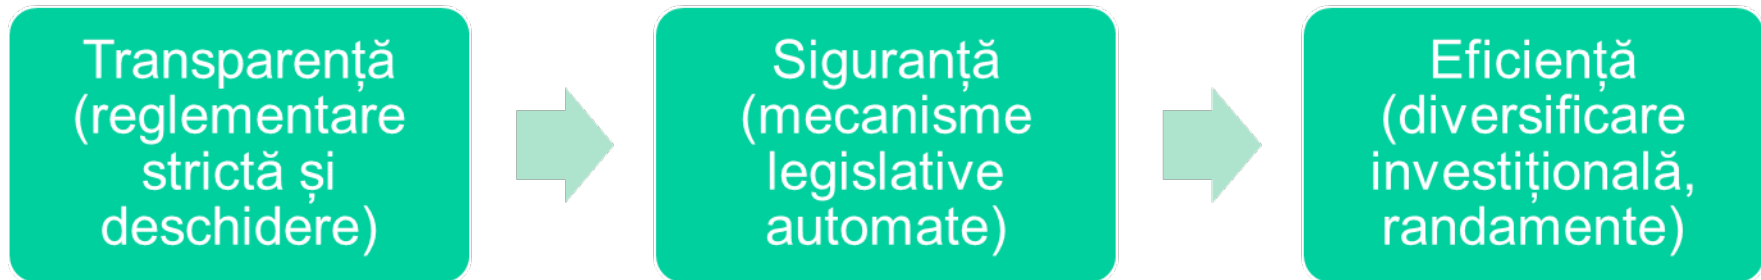 Transparență
(reglementare
strictă și
deschidere)
Siguranță
(mecanisme
legislative
automate)
Eficiență
(diversificare
investițională,
randamente)